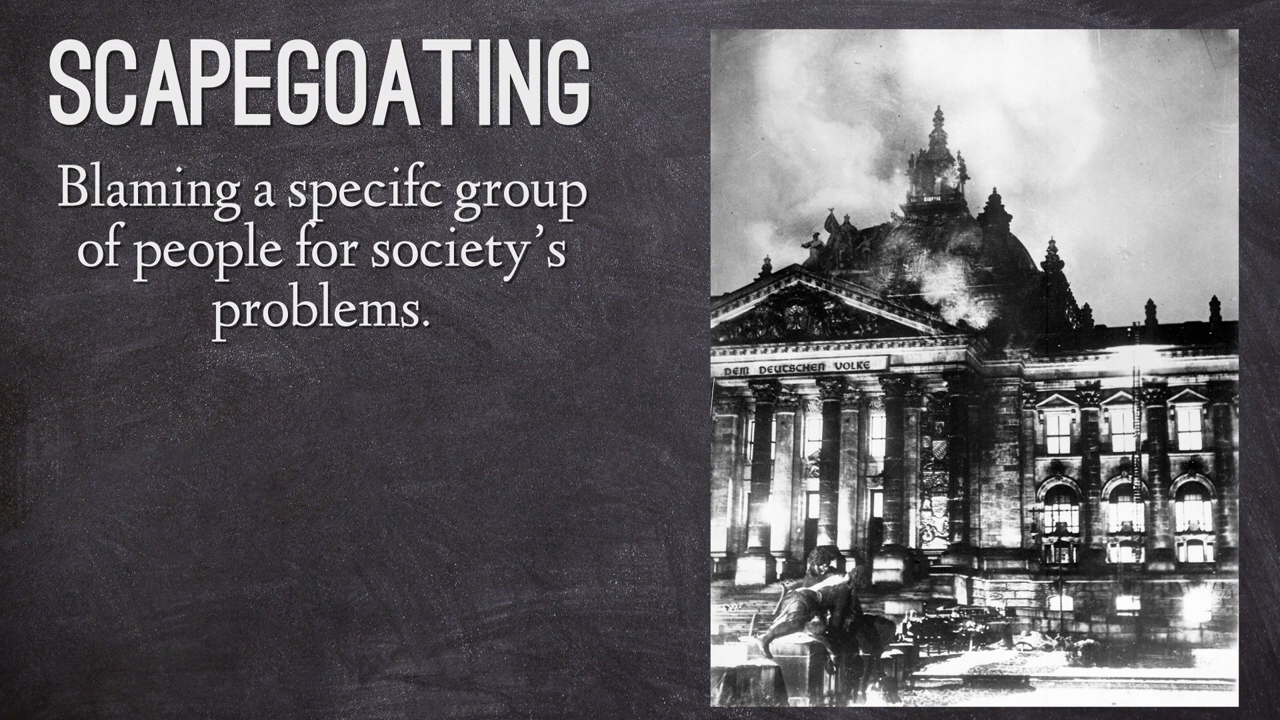 SCAPEGOATING
Blaming a specifc group
of people for society's
problems.
DEM DEUTSCHEN VOLKE